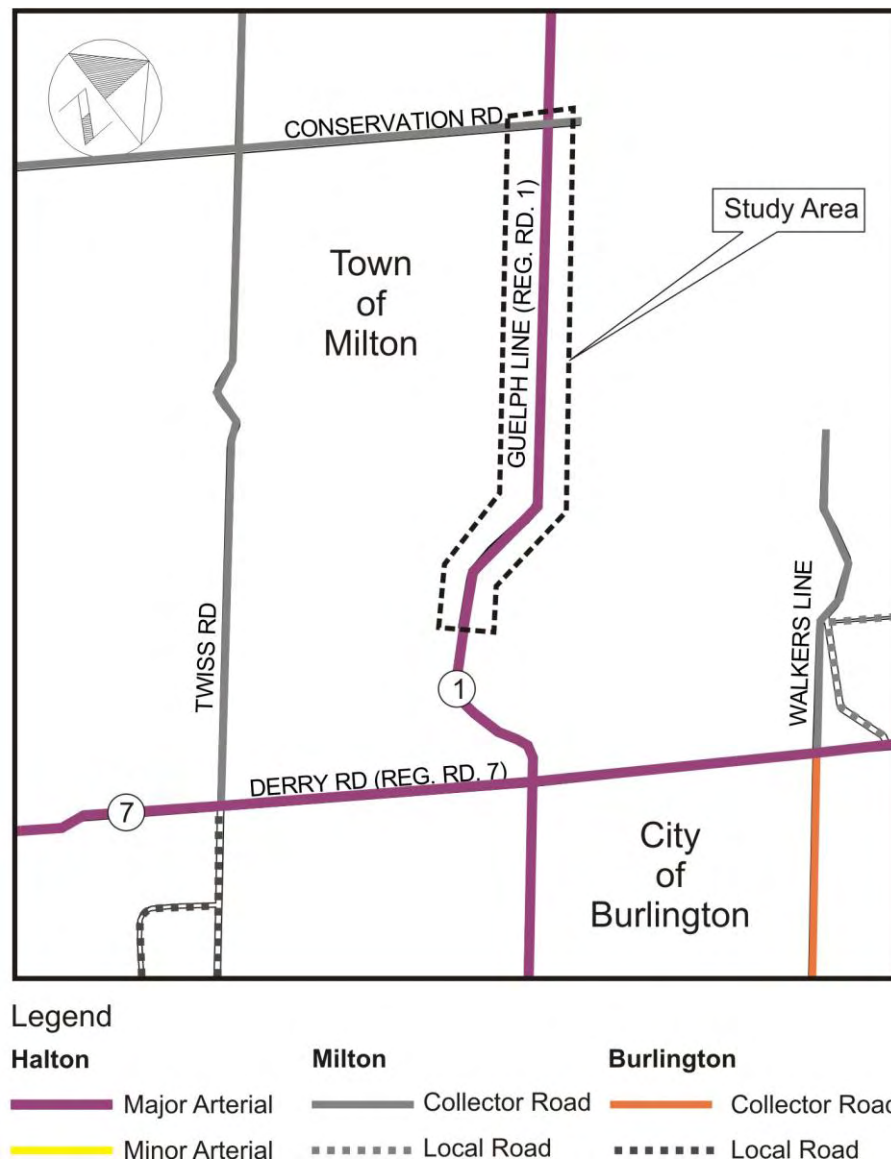 CONSERVATION RD
Study Area
Town
of
Milton
GUELPH LINE (REG. RD. 1)
TWISS RD
WALKERS LINE
1
DERRY RD (REG. RD. 7)
7
City
of
Burlington
Legend
Halton Milton Burlington
Major Arterial Collector Road Collector Road
Minor Arterial Local Road Local Road